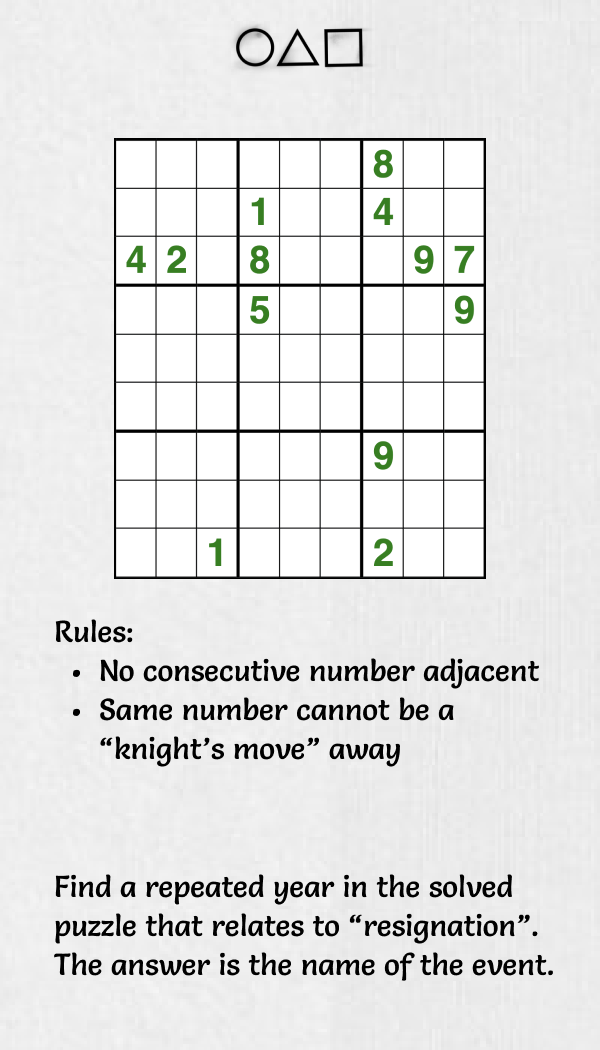 8
1 4
4 2 8 9 7
5 9
9
1 2
Rules:
• No consecutive number adjacent
• Same number cannot be a
“knight’s move” away
Find a repeated year in the solved
puzzle that relates to “resignation”.
The answer is the name of the event.